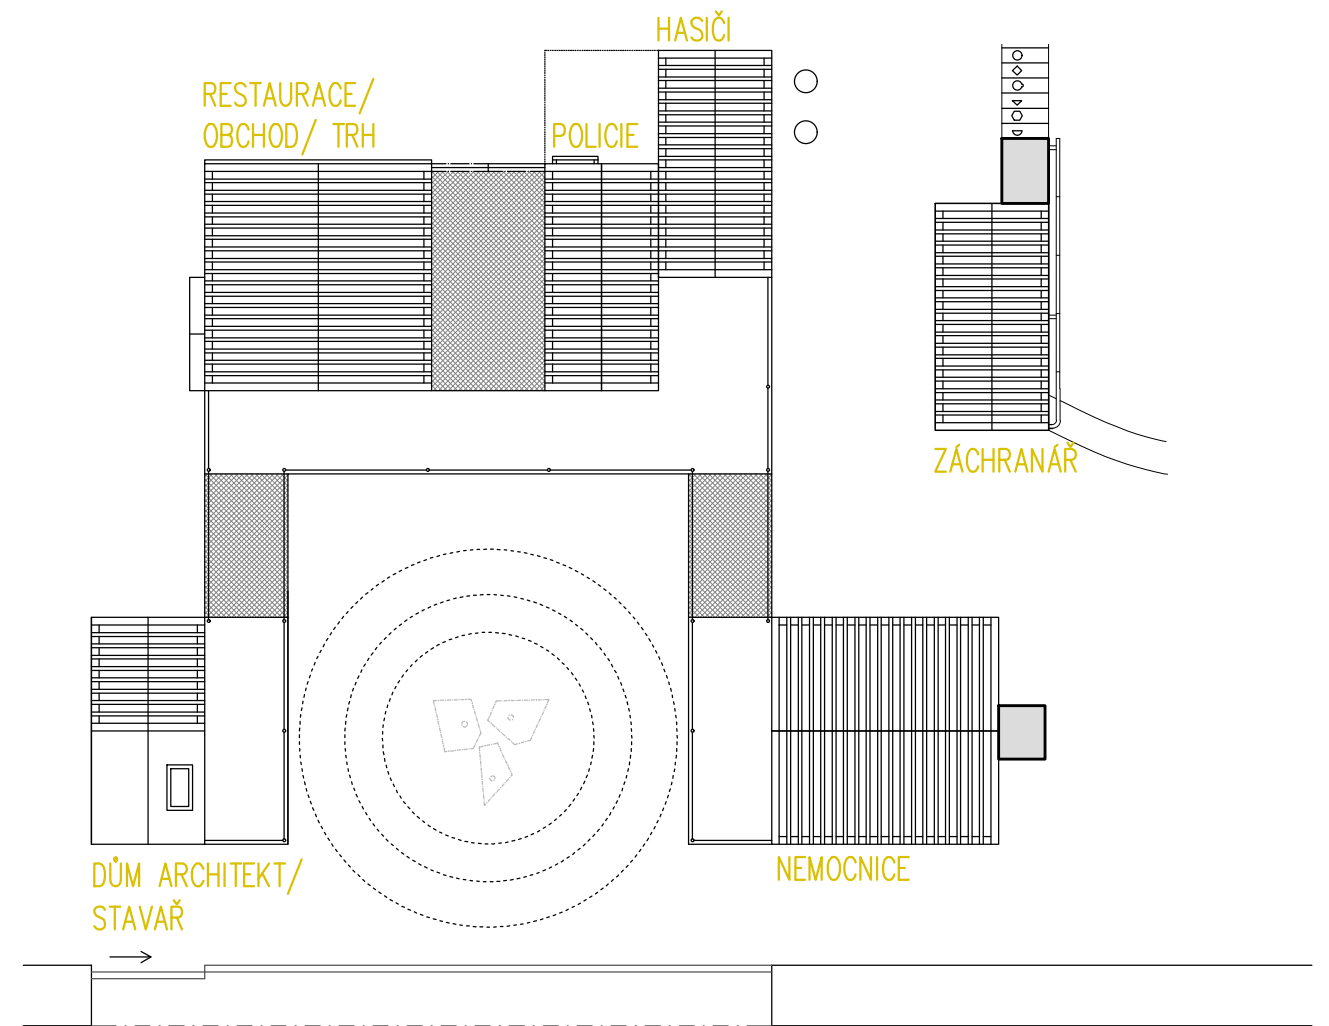 HASIČI
RESTAURACE/
OBCHOD/ TRH
POLICIE
ZÁCHRANÁŘ
DŮM ARCHITEKT/
STAVAŘ
NEMOCNICE